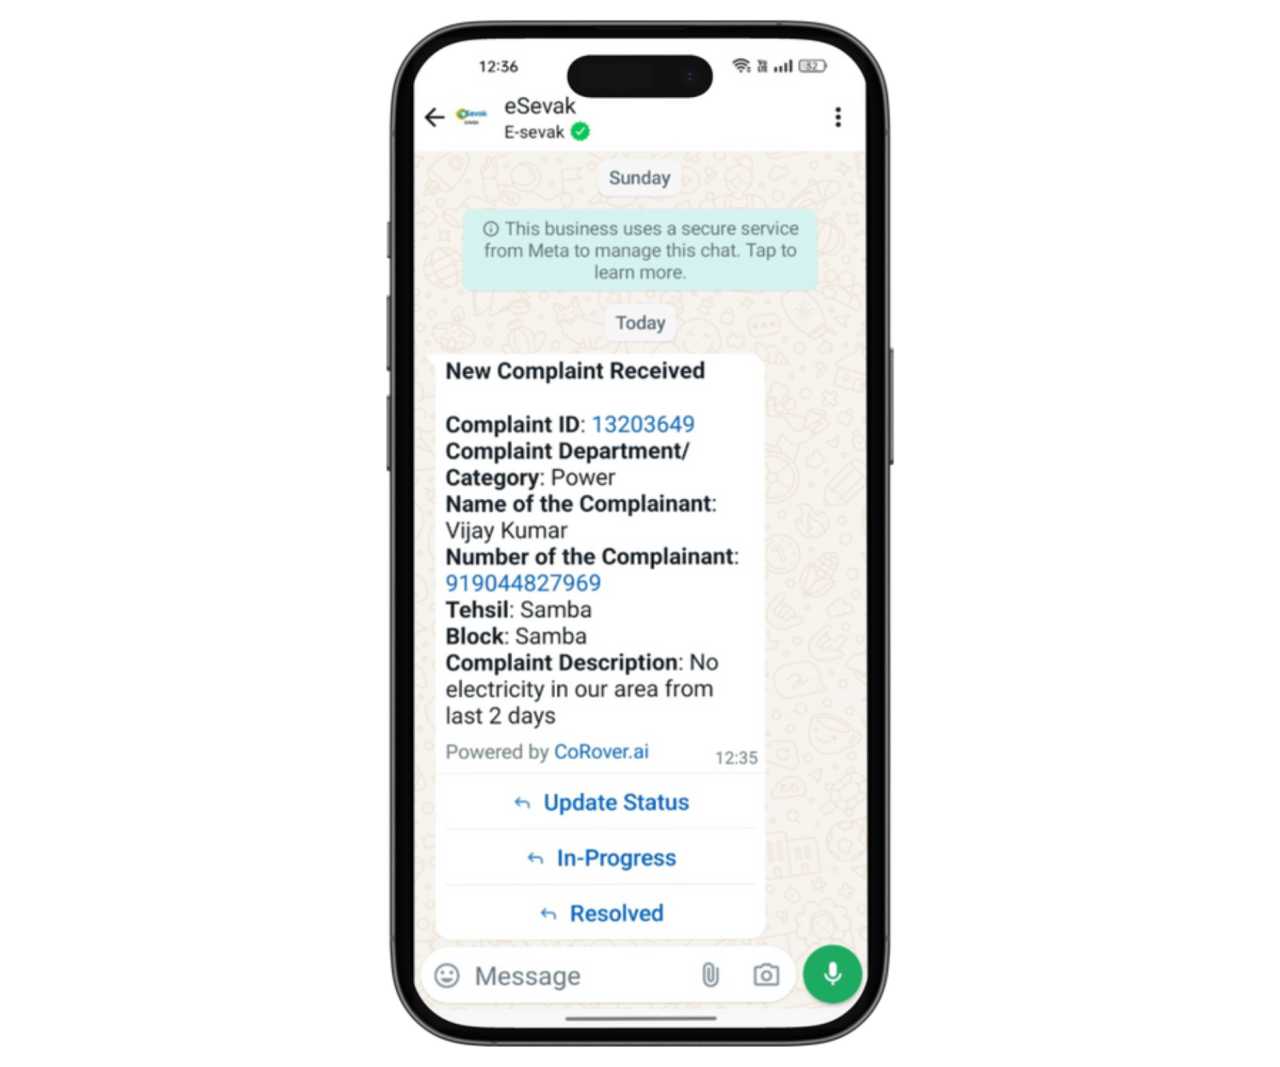 12:36
52
eSevak
E-sevak
Sunday
This business uses a secure service
from Meta to manage this chat. Tap to
learn more.
Today
New Complaint Received
Complaint ID: 13203649
Complaint Department/
Category: Power
Name of the Complainant:
Vijay Kumar
Number of the Complainant:
919044827969
Tehsil: Samba
Block: Samba
Complaint Description: No
electricity in our area from
last 2 days
Powered by CoRover.ai
12:35
Update Status
In-Progress
Resolved
Message